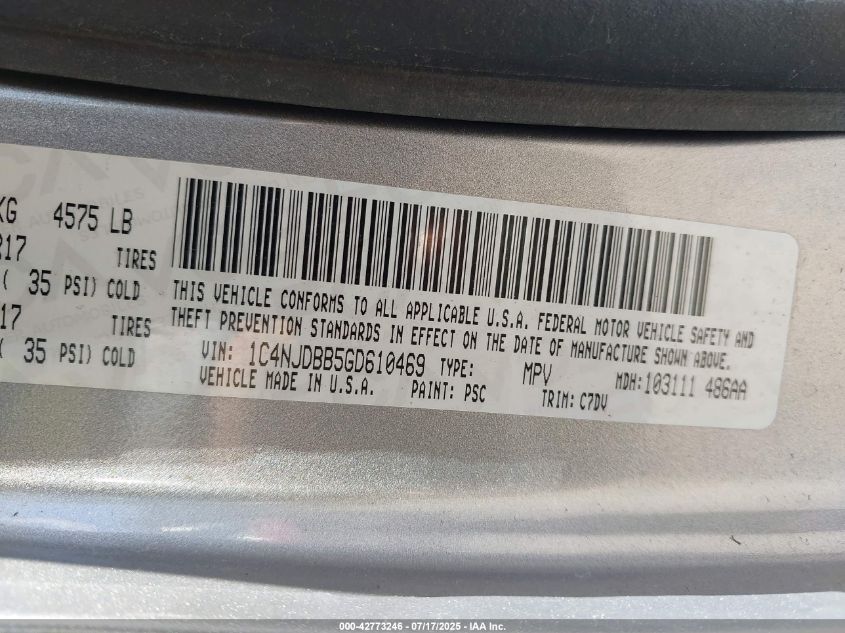 KG 4575 LB
R17 TIRES
( 35 PSI) COLD
17 TIRES
( 35 PSI) COLD
THIS VEHICLE CONFORMS TO ALL APPLICABLE U.S.A. FEDERAL MOTOR VEHICLE SAFETY AND
THEFT PREVENTION STANDARDS IN EFFECT ON THE DATE OF MANUFACTURE SHOWN ABOVE.
VIN: 1C4NJDBB5GD610469 TYPE: MPV MDH: 103111 486AA
VEHICLE MADE IN U.S.A. PAINT: PSC TRIM: C7DV
000-42773246 - 07/17/2025 - IAA Inc.